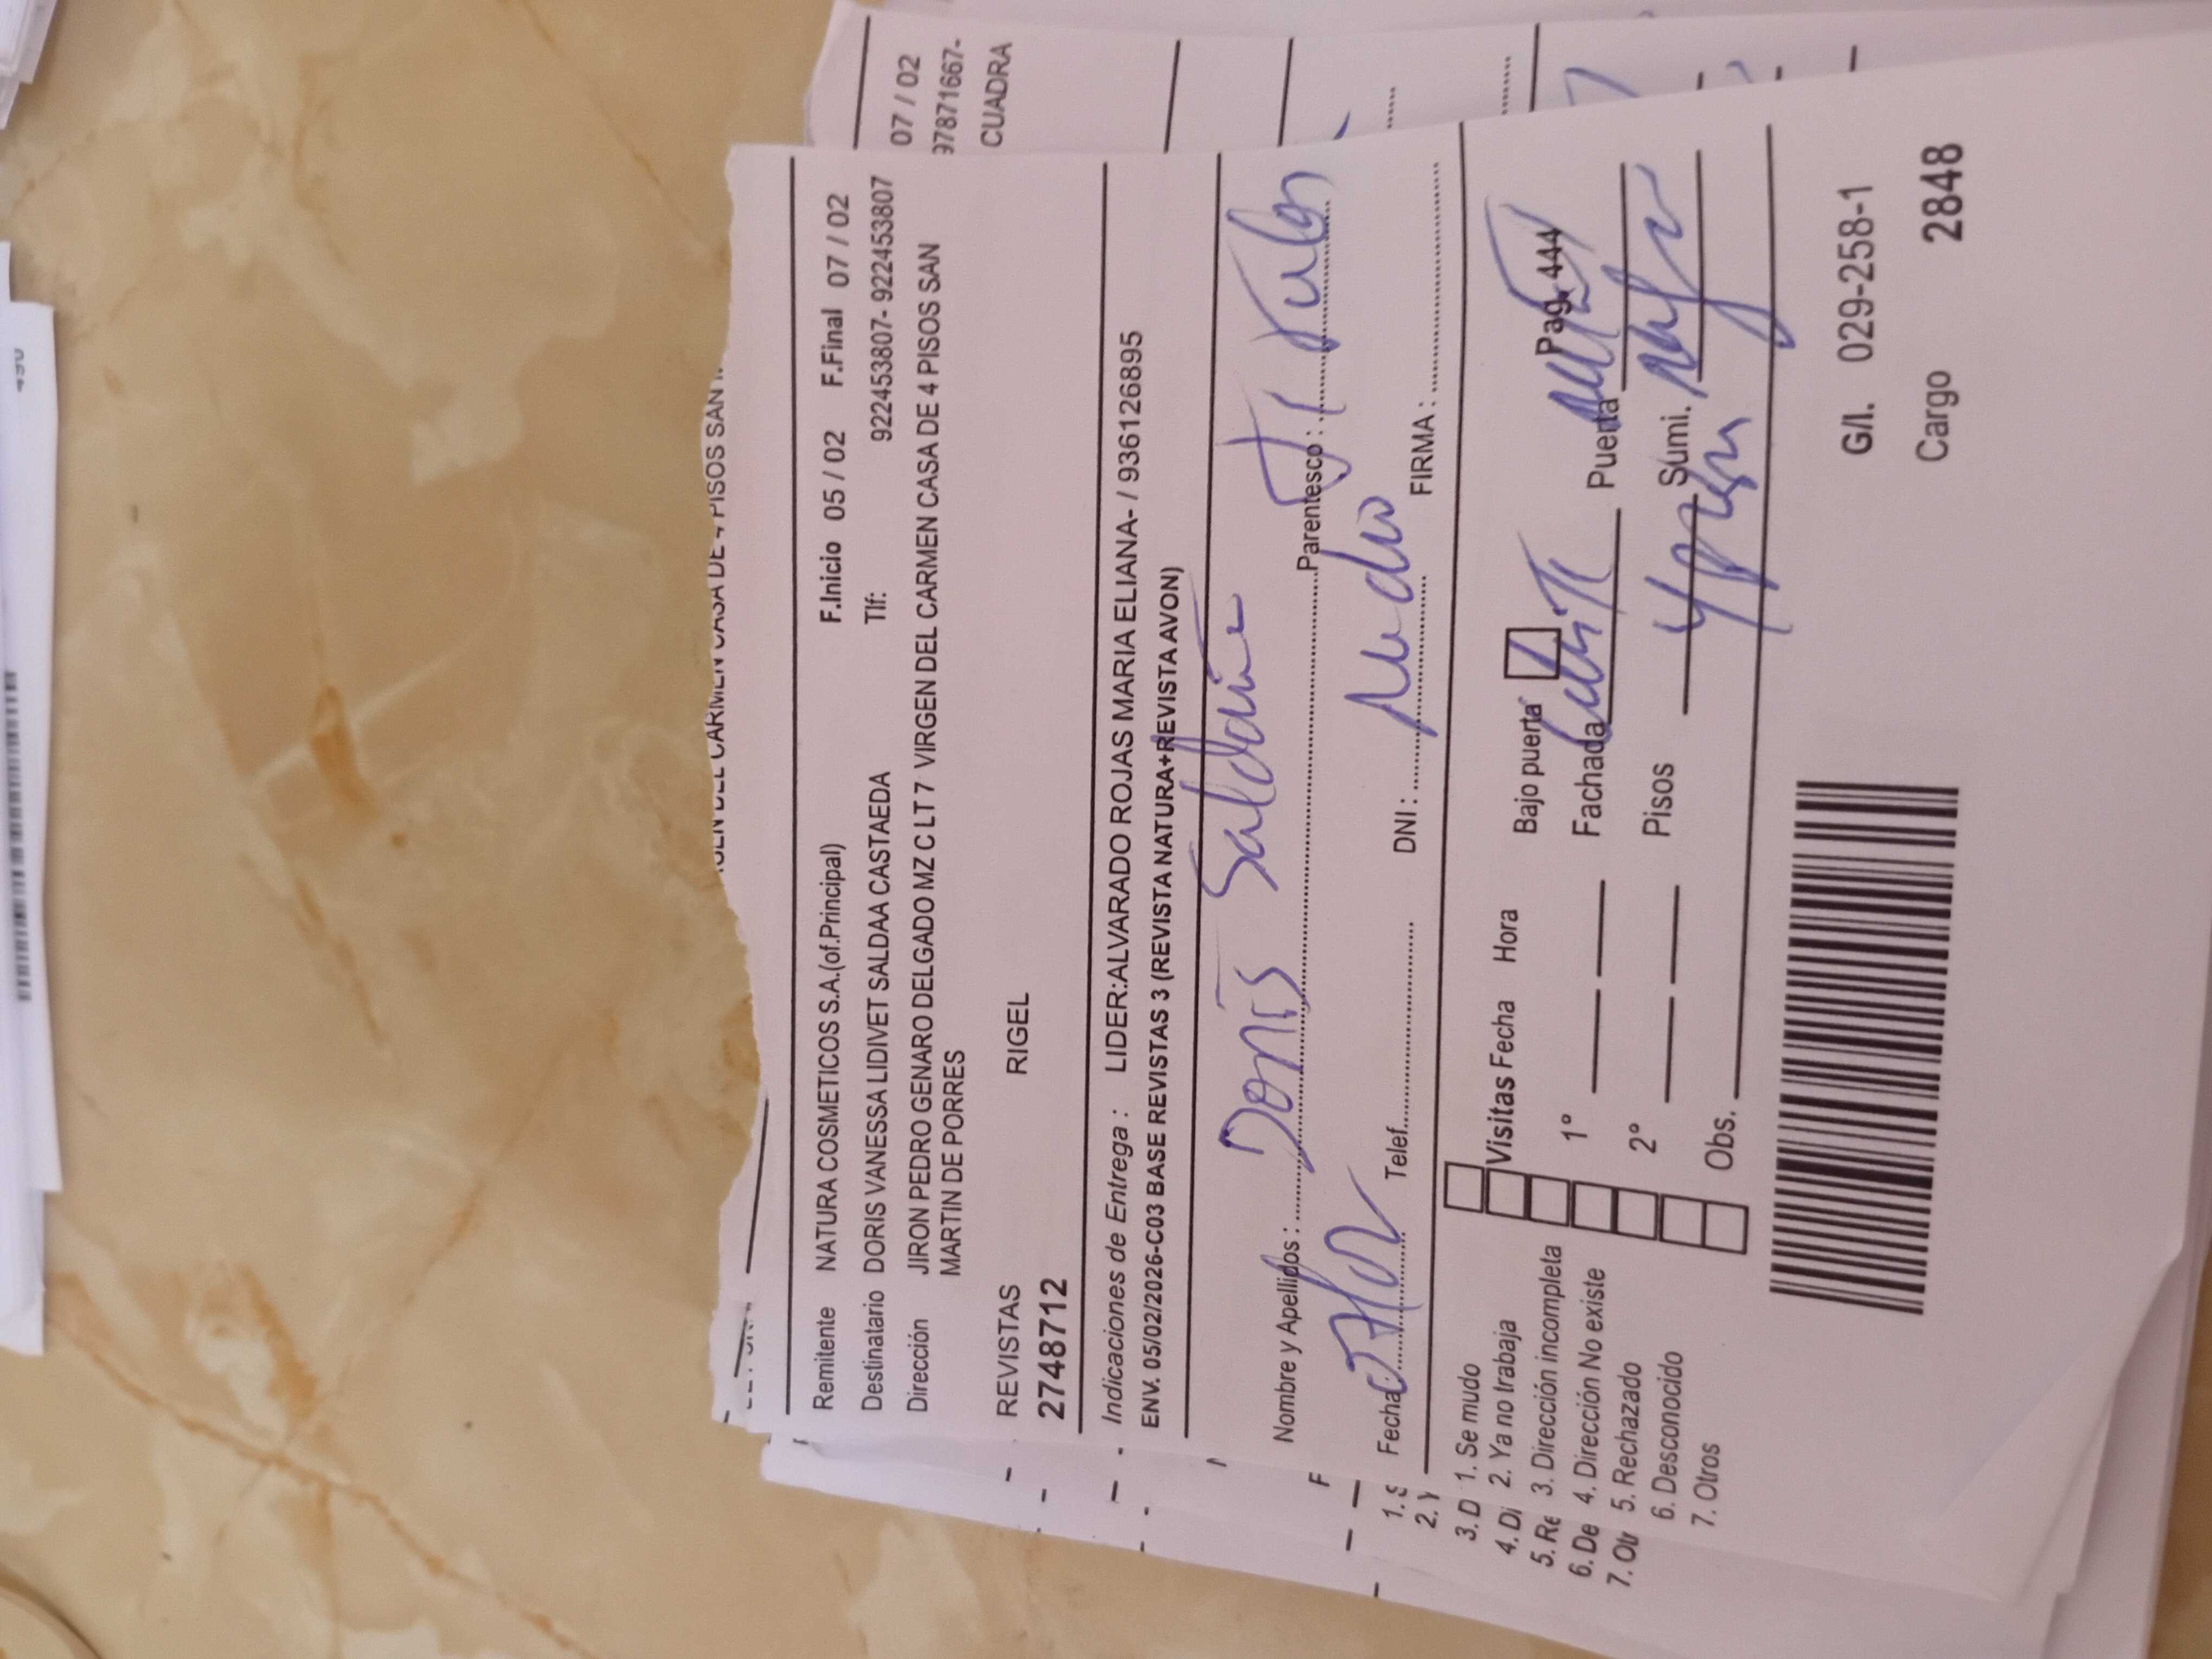 Remitente NATURA COSMETICOS S.A.(of.Principal) F.Inicio 05 / 02 F.Final 07 / 02
Destinatario DORIS VANESSA LIDIVET SALDAA CASTAEDA Tlf: 922453807- 922453807
Dirección JIRON PEDRO GENARO DELGADO MZ C LT 7 VIRGEN DEL CARMEN CASA DE 4 PISOS SAN
MARTIN DE PORRES
REVISTAS RIGEL
2748712
Indicaciones de Entrega : LIDER:ALVARADO ROJAS MARIA ELIANA- / 936126895
ENV. 05/02/2026-C03 BASE REVISTAS 3 (REVISTA NATURA+REVISTA AVON)
Nombre y Apellidos : Doris Saldaña Parentesco :
Fecha Telef. DNI : FIRMA :
1. Se mudo
2. Ya no trabaja
3. Dirección incompleta
4. Dirección No existe
5. Rechazado
6. Desconocido
7. Otros
Visitas Fecha Hora
1°
2°
Obs.
Bajo puerta Pag. 444
Fachada Puerta
Pisos Sumi.
G/I. 029-258-1
Cargo 2848
07 / 02
97871667-
CUADRA